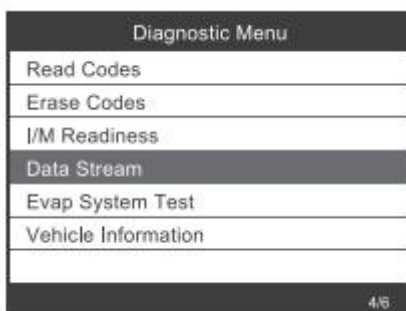 Diagnostic Menu
Read Codes
Erase Codes
I/M Readiness
Data Stream
Evap System Test
Vehicle Information
4/6